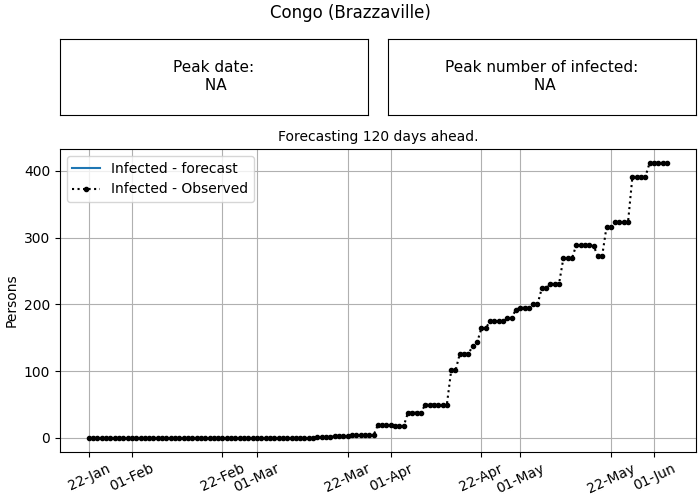 Congo (Brazzaville)
Peak date:
NA
Peak number of infected:
NA
Forecasting 120 days ahead.
Infected - forecast
Infected - Observed
Persons
400
300
200
100
0
22-Jan
01-Feb
22-Feb
01-Mar
22-Mar
01-Apr
22-Apr
01-May
22-May
01-Jun